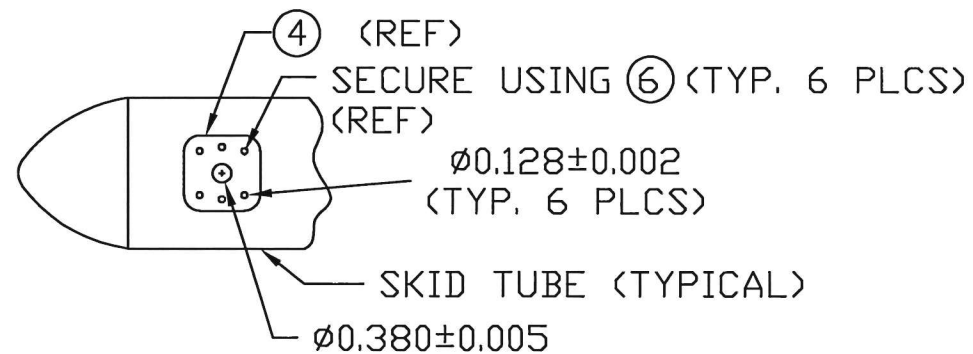 4 (REF)
SECURE USING 6 (TYP. 6 PLCS)
(REF)
Ø0.128±0.002
(TYP. 6 PLCS)
SKID TUBE (TYPICAL)
Ø0.380±0.005